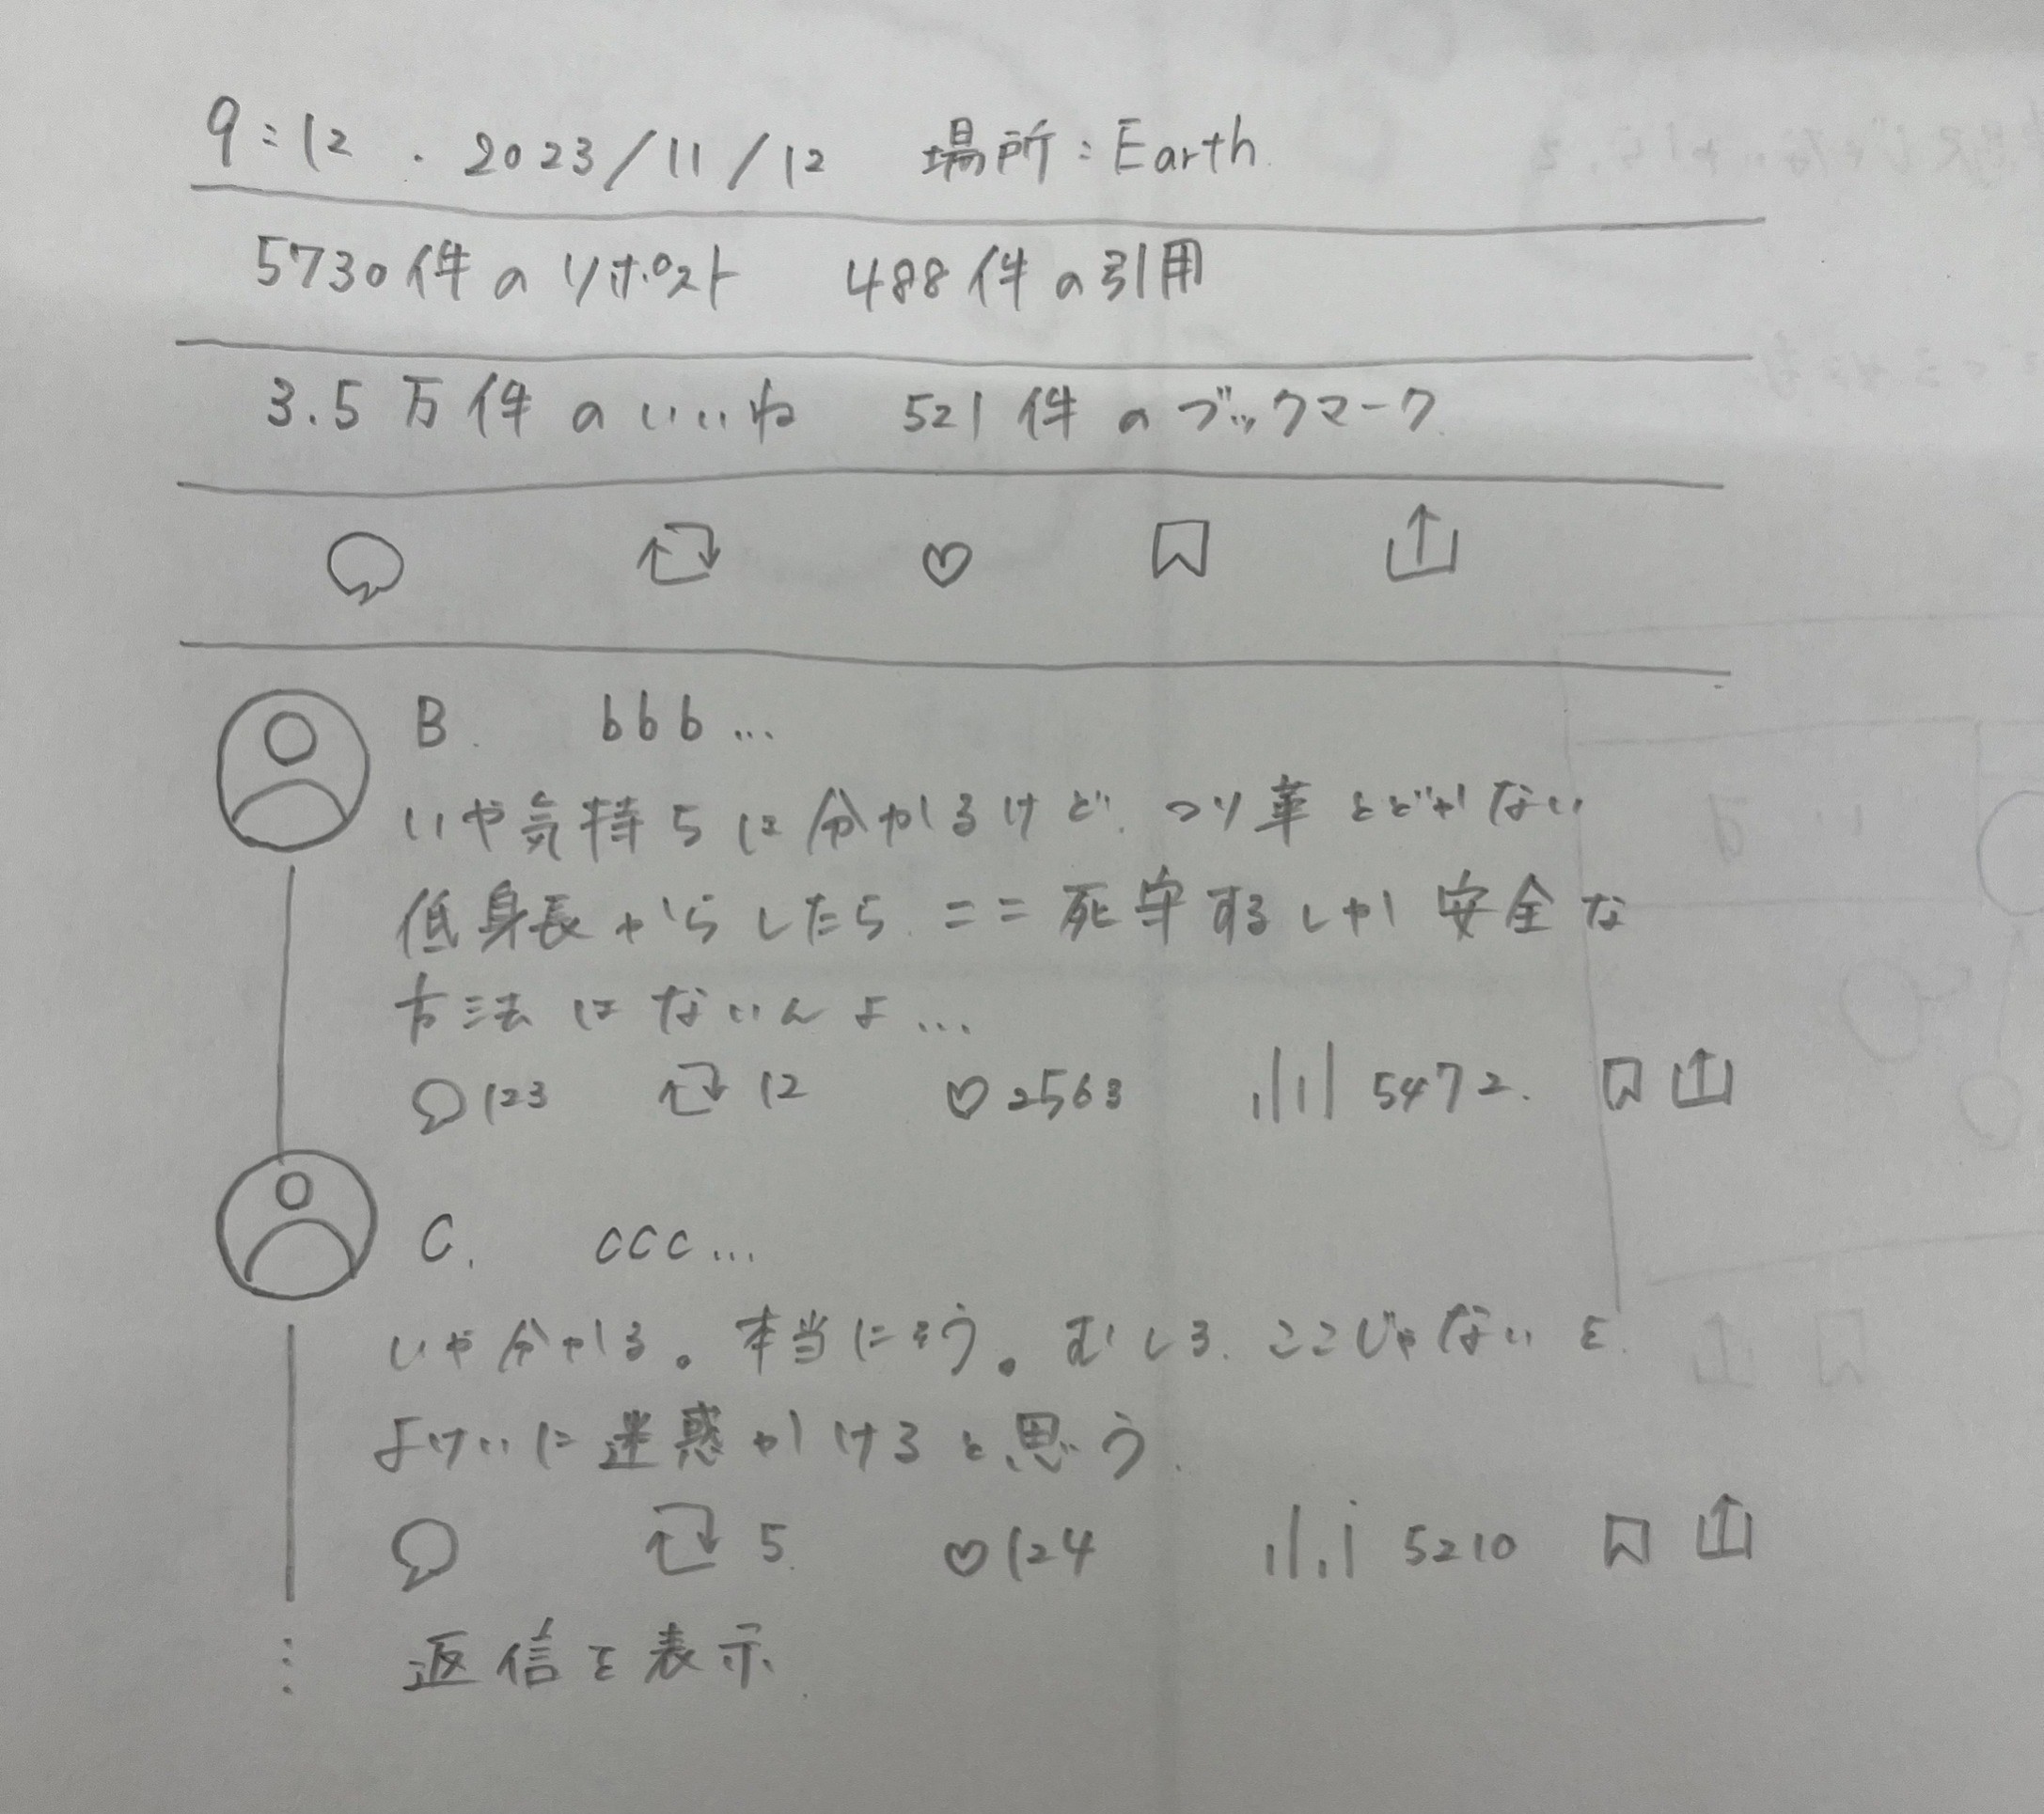 9:12 . 2023/11/12 場所:Earth
5730件のリポスト 488件の引用
3.5万件のいいね 521件のブックマーク
B. bbb...
いや気持ちは分かるけど、つり革とどかない
低身長からしたらここ死守するしか安全な
方法はないんよ...
123 12 2563 5472.
C. ccc...
いや分かる。本当にそう。むしろ、ここじゃないと
よけいに迷惑かけると思う.
5. 124 5210
返信を表示